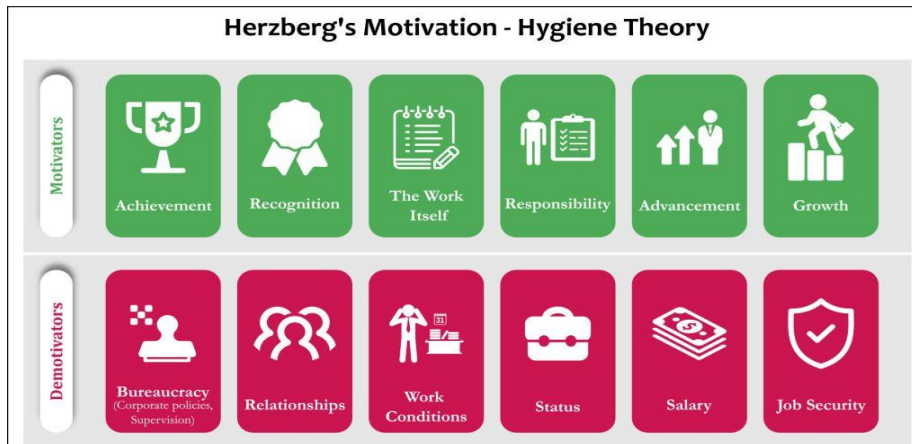 Herzberg's Motivation - Hygiene Theory
Motivators
Achievement
Recognition
The Work
Itself
Responsibility
Advancement
Growth
Demotivators
Bureaucracy
(Corporate policies,
Supervision)
Relationships
31
Work
Conditions
Status
$
Salary
Job Security